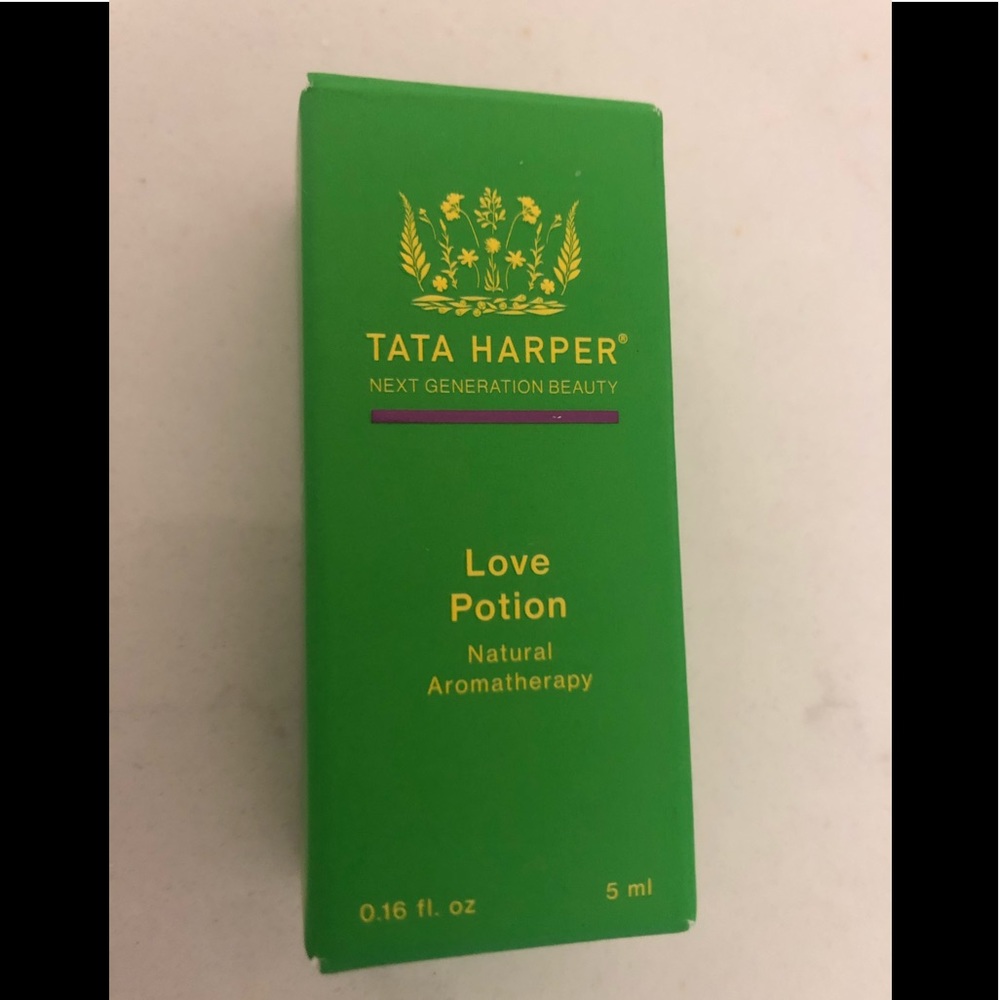 TATA HARPER®
NEXT GENERATION BEAUTY
Love
Potion
Natural
Aromatherapy
0.16 fl. oz 5 ml